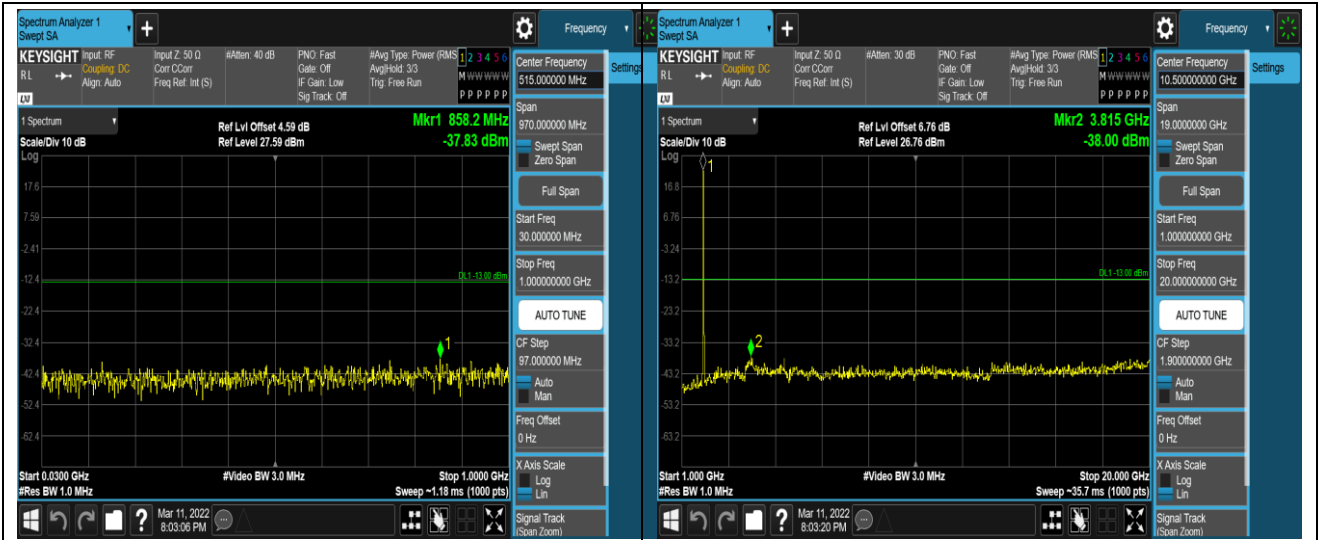 Spectrum Analyzer 1
Swept SA
+
Frequency
KEYSIGHT
Input: RF
Coupling: DC
Align: Auto
Input Z: 50 Ω
Corr CCorr
Freq Ref: Int (S)
#Atten: 40 dB
PNO: Fast
Gate: Off
IF Gain: Low
Sig Track: Off
#Avg Type: Power (RMS
Avg|Hold: 3/3
Trig: Free Run
1 2 3 4 5 6
M W W W W W
P P P P P P
RL
LXI
Center Frequency
515.000000 MHz
Settings
1 Spectrum
Scale/Div 10 dB
Log
Ref Lvl Offset 4.59 dB
Ref Level 27.59 dBm
Mkr1 858.2 MHz
-37.83 dBm
17.6
7.59
-2.41
-12.4
-22.4
-32.4
-42.4
-52.4
-62.4
DL1 -13.00 dBm
1
Start 0.0300 GHz
#Res BW 1.0 MHz
#Video BW 3.0 MHz
Stop 1.0000 GHz
Sweep ~1.18 ms (1000 pts)
Span
970.000000 MHz
Swept Span
Zero Span
Full Span
Start Freq
30.000000 MHz
Stop Freq
1.000000000 GHz
AUTO TUNE
CF Step
97.000000 MHz
Auto
Man
Freq Offset
0 Hz
X Axis Scale
Log
Lin
Signal Track
(Span Zoom)
?
Mar 11, 2022
8:03:06 PM
Spectrum Analyzer 1
Swept SA
+
Frequency
KEYSIGHT
Input: RF
Coupling: DC
Align: Auto
Input Z: 50 Ω
Corr CCorr
Freq Ref: Int (S)
#Atten: 30 dB
PNO: Fast
Gate: Off
IF Gain: Low
Sig Track: Off
#Avg Type: Power (RMS
Avg|Hold: 3/3
Trig: Free Run
1 2 3 4 5 6
M W W W W W
P P P P P P
RL
LXI
Center Frequency
10.500000000 GHz
Settings
1 Spectrum
Scale/Div 10 dB
Log
Ref Lvl Offset 6.76 dB
Ref Level 26.76 dBm
Mkr2 3.815 GHz
-38.00 dBm
16.8
6.76
-3.24
-13.2
-23.2
-33.2
-43.2
-53.2
-63.2
DL1 -13.00 dBm
1
2
Start 1.000 GHz
#Res BW 1.0 MHz
#Video BW 3.0 MHz
Stop 20.000 GHz
Sweep ~35.7 ms (1000 pts)
Span
19.0000000 GHz
Swept Span
Zero Span
Full Span
Start Freq
1.000000000 GHz
Stop Freq
20.000000000 GHz
AUTO TUNE
CF Step
1.900000000 GHz
Auto
Man
Freq Offset
0 Hz
X Axis Scale
Log
Lin
Signal Track
(Span Zoom)
?
Mar 11, 2022
8:03:20 PM